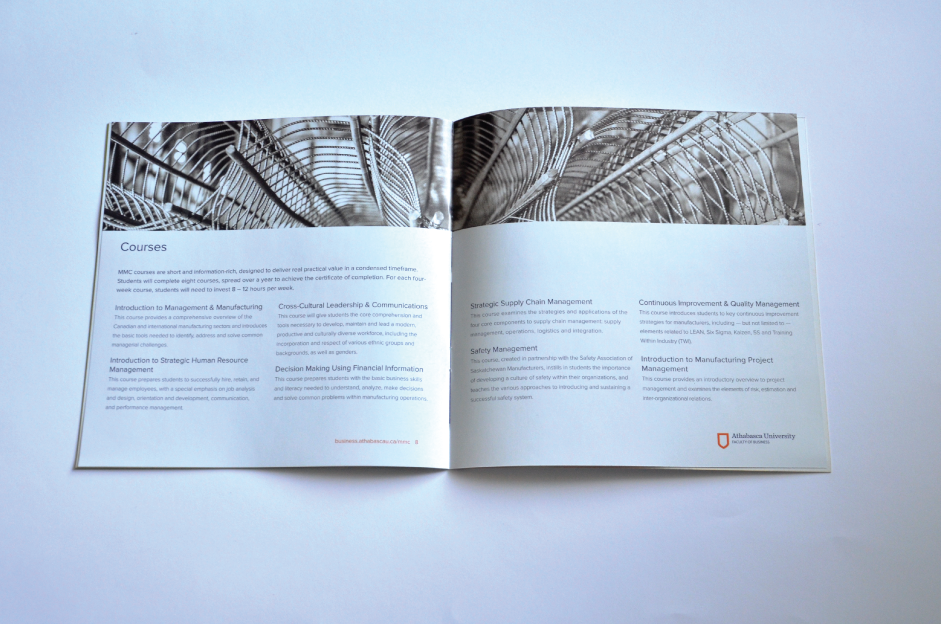 Courses
MMC courses are short and information-rich, designed to deliver real practical value in a condensed timeframe.
Students will complete eight courses, spread over a year to achieve the certificate of completion. For each four-
week course, students will need to invest 8 – 12 hours per week.
Introduction to Management & Manufacturing
This course provides a comprehensive overview of the
Canadian and international manufacturing sectors and introduces
the basic tools needed to identify, address and solve common
managerial challenges.
Introduction to Strategic Human Resource
Management
This course prepares students to successfully hire, retain, and
manage employees, with a special emphasis on job analysis
and design, orientation and development, communication,
and performance management.
Cross-Cultural Leadership & Communications
This course will give students the core comprehension and
tools necessary to develop, maintain and lead a modern,
productive and culturally diverse workforce, including the
incorporation and respect of various ethnic groups and
backgrounds, as well as genders.
Decision Making Using Financial Information
This course prepares students with the basic business skills
and literacy needed to understand, analyze, make decisions
and solve common problems within manufacturing operations.
business.athabascau.ca/mmc 5
Strategic Supply Chain Management
This course examines the strategies and applications of the
key core components to supply chain management: supply
management, operations, logistics and integration.
Safety Management
This course, created in partnership with the Safety Association of
Saskatchewan Manufacturers, instills in students the importance
of developing a culture of safety within their organizations, and
teaches the various approaches to introducing and sustaining a
successful safety system.
Continuous Improvement & Quality Management
This course introduces students to key continuous improvement
strategies for manufacturers, including — but not limited to —
elements related to LEAN, Six Sigma, Kaizen, 5S and Training
Within Industry (TWI).
Introduction to Manufacturing Project
Management
This course provides an introductory overview to project
management and examines the elements of risk, estimation and
inter-organizational relations.
Athabasca University
FACULTY OF BUSINESS